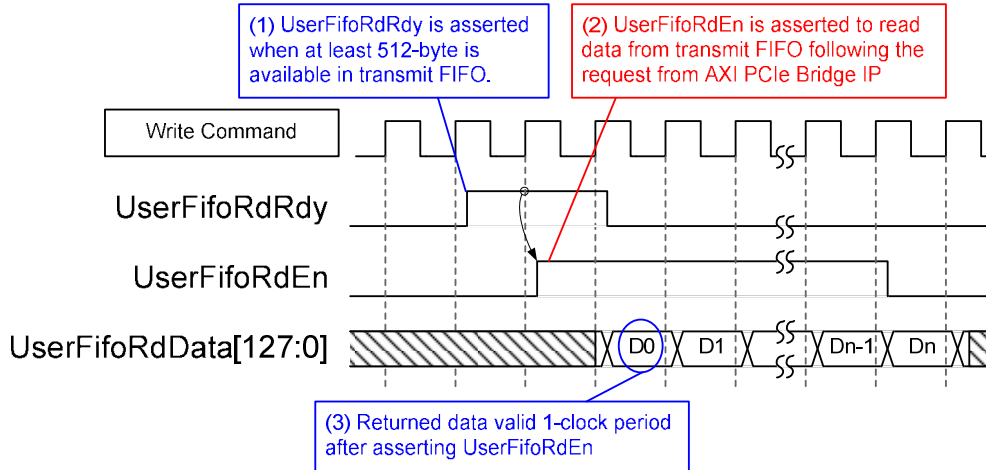 (1) UserFifoRdRdy is asserted
when at least 512-byte is
available in transmit FIFO.
(2) UserFifoRdEn is asserted to read
data from transmit FIFO following the
request from AXI PCIe Bridge IP
Write Command
UserFifoRdRdy
UserFifoRdEn
UserFifoRdData[127:0]
D0
D1
Dn-1
Dn
(3) Returned data valid 1-clock period
after asserting UserFifoRdEn